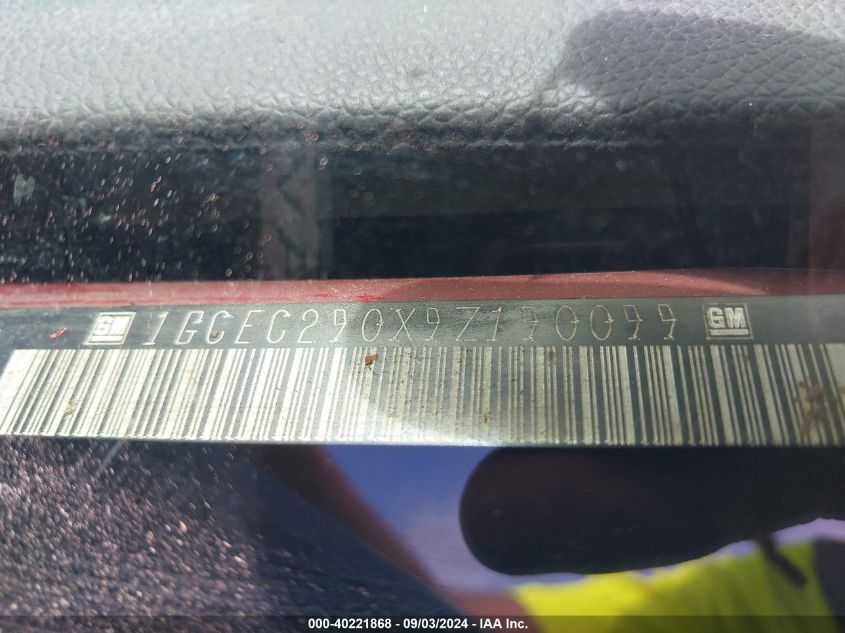 GM 1GCEC290X9Z190099 GM
000-40221868 - 09/03/2024 - IAA Inc.